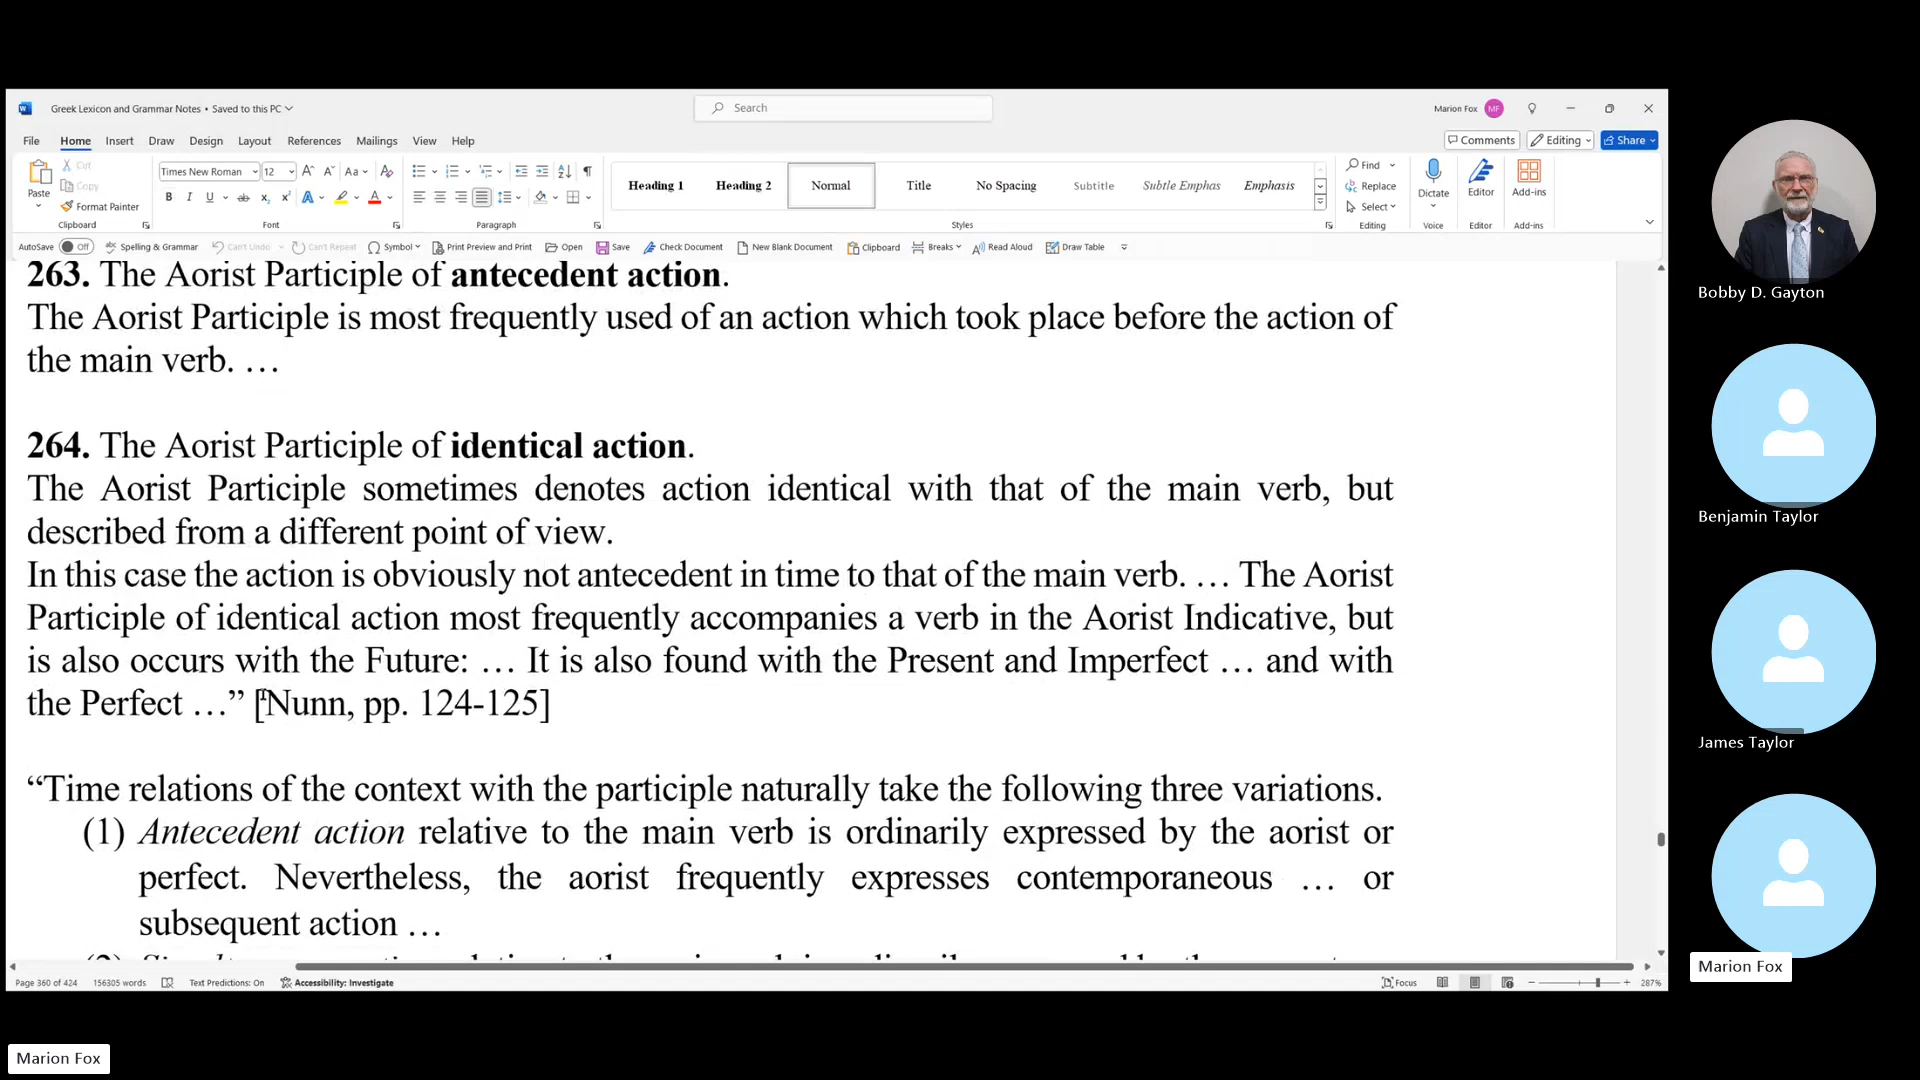 Greek Lexicon and Grammar Notes • Saved to this PC
Search
Marion Fox MF
File Home Insert Draw Design Layout References Mailings View Help
Comments Editing Share
Paste Cut Copy Format Painter
Clipboard
Times New Roman 12
Font
Paragraph
Heading 1 Heading 2 Normal Title No Spacing Subtitle Subtle Emphas Emphasis
Styles
Find Replace Select
Editing
Dictate
Voice
Editor
Editor
Add-ins
Add-ins
AutoSave Off Spelling & Grammar Can't Undo Can't Repeat Symbol Print Preview and Print Open Save Check Document New Blank Document Clipboard Breaks Read Aloud Draw Table
263. The Aorist Participle of antecedent action.
The Aorist Participle is most frequently used of an action which took place before the action of
the main verb. …
264. The Aorist Participle of identical action.
The Aorist Participle sometimes denotes action identical with that of the main verb, but
described from a different point of view.
In this case the action is obviously not antecedent in time to that of the main verb. … The Aorist
Participle of identical action most frequently accompanies a verb in the Aorist Indicative, but
is also occurs with the Future: … It is also found with the Present and Imperfect … and with
the Perfect …” [Nunn, pp. 124-125]
“Time relations of the context with the participle naturally take the following three variations.
(1) Antecedent action relative to the main verb is ordinarily expressed by the aorist or
perfect. Nevertheless, the aorist frequently expresses contemporaneous … or
subsequent action …
Page 360 of 424 156305 words Text Predictions: On Accessibility: Investigate Focus 287%
Bobby D. Gayton
Benjamin Taylor
James Taylor
Marion Fox
Marion Fox